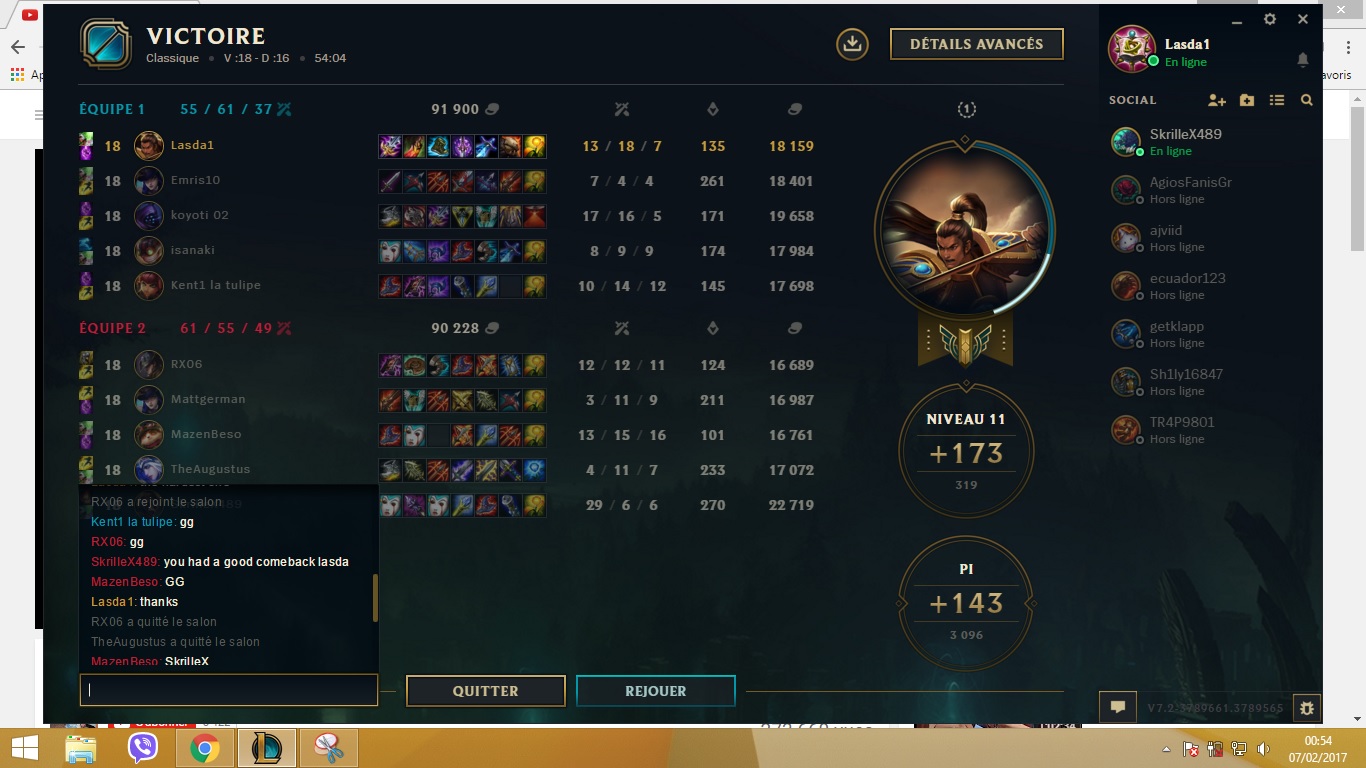 VICTOIRE
Classique • V :18 - D :16 • 54:04
DÉTAILS AVANCÉS
ÉQUIPE 1 55 / 61 / 37 91 900
18 Lasda1 13 / 18 / 7 135 18 159
18 Emris10 7 / 4 / 4 261 18 401
18 koyoti 02 17 / 16 / 5 171 19 658
18 isanaki 8 / 9 / 9 174 17 984
18 Kent1 la tulipe 10 / 14 / 12 145 17 698
ÉQUIPE 2 61 / 55 / 49 90 228
18 RX06 12 / 12 / 11 124 16 689
18 Mattgerman 3 / 11 / 9 211 16 987
18 MazenBeso 13 / 15 / 16 101 16 761
18 TheAugustus 4 / 11 / 7 233 17 072
29 / 6 / 6 270 22 719
RX06 a rejoint le salon
Kent1 la tulipe: gg
RX06: gg
SkrilleX489: you had a good comeback lasda
MazenBeso: GG
Lasda1: thanks
RX06 a quitté le salon
TheAugustus a quitté le salon
MazenBeso: SkrilleX
QUITTER
REJOUER
1
NIVEAU 11
+173
319
PI
+143
3 096
Lasda1
En ligne
SOCIAL
SkrilleX489
En ligne
AgiosFanisGr
Hors ligne
ajviid
Hors ligne
ecuador123
Hors ligne
getklapp
Hors ligne
Sh1ly16847
Hors ligne
TR4P9801
Hors ligne
V7.2.3789661.3789565
Ap
avoris
00:54
07/02/2017